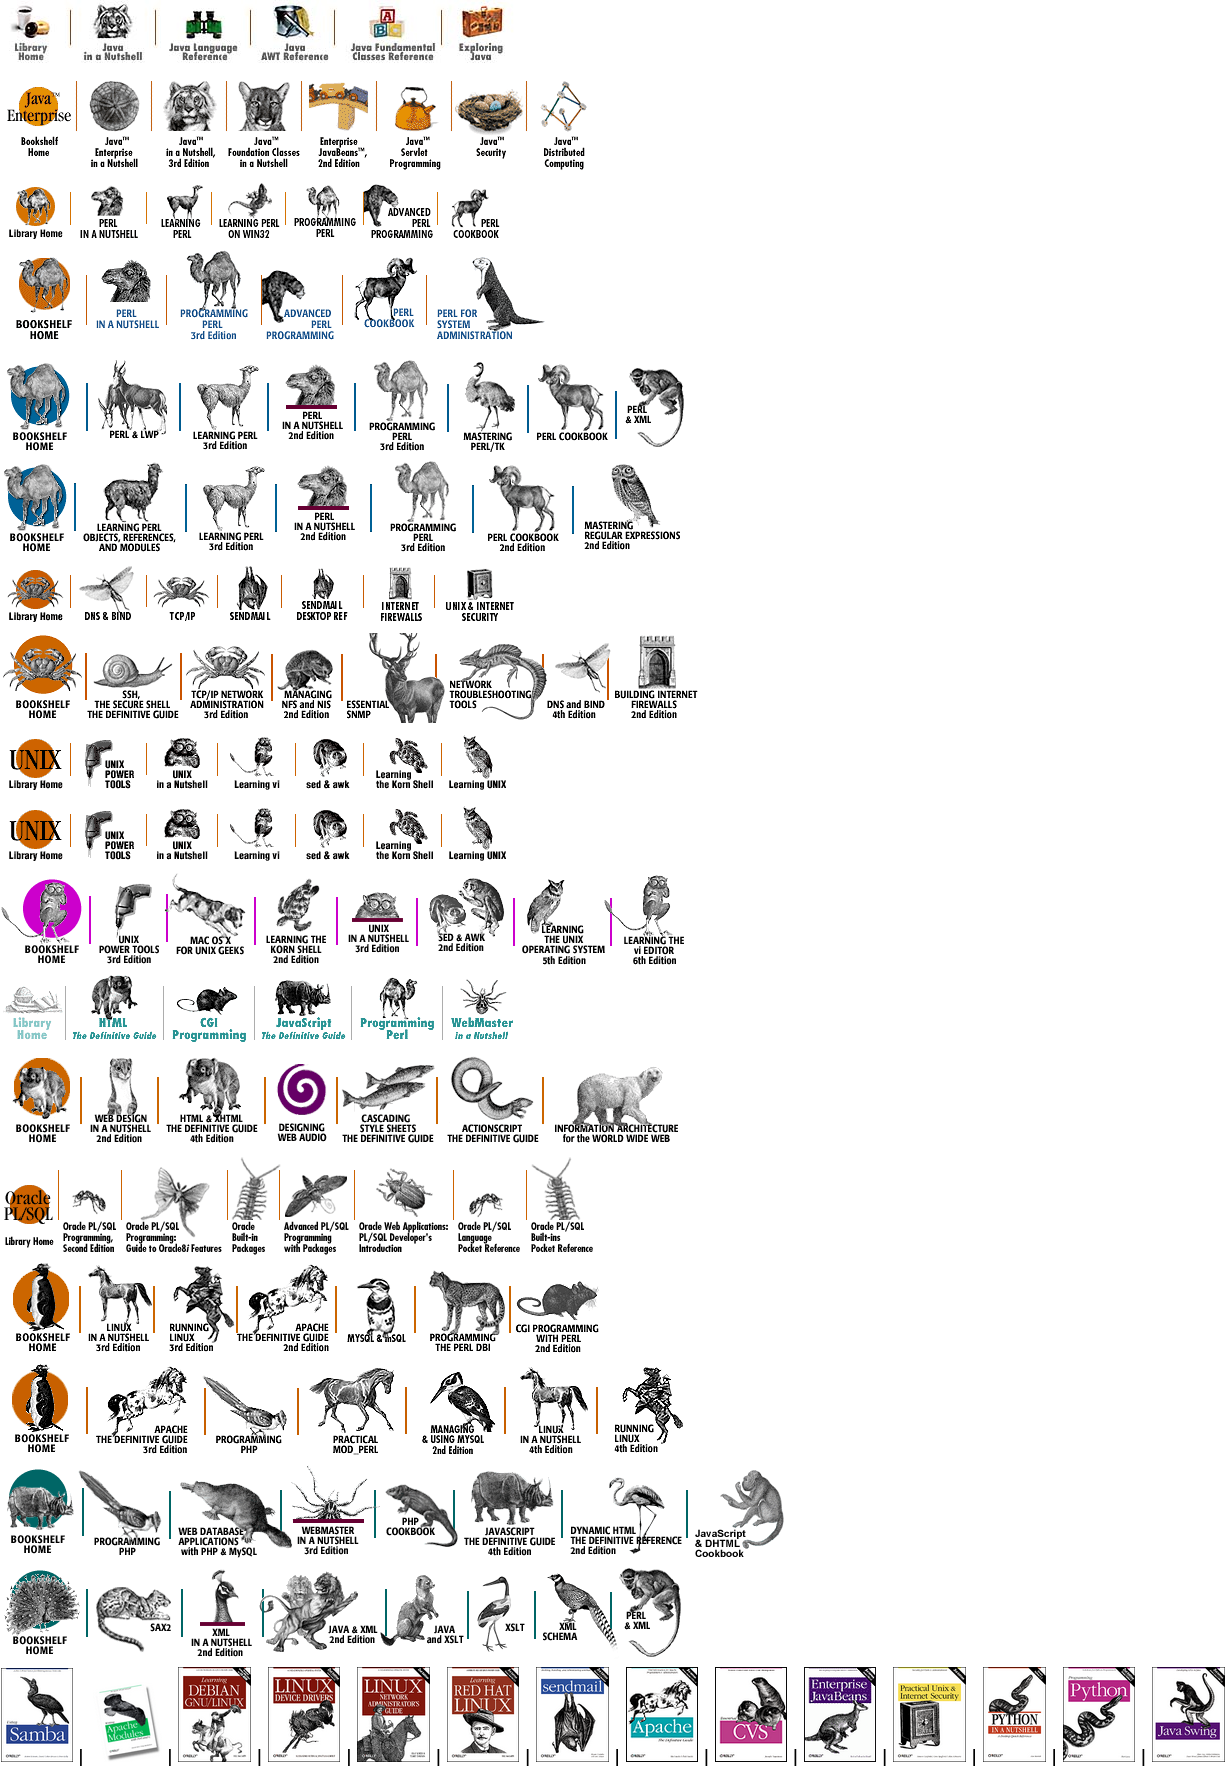 Library Home
Java in a Nutshell
Java Language Reference
Java AWT Reference
Java Fundamental Classes Reference
Exploring Java
Java™ Enterprise
Bookshelf Home
Java™ Enterprise in a Nutshell
Java™ in a Nutshell, 3rd Edition
Java™ Foundation Classes in a Nutshell
Enterprise JavaBeans™, 2nd Edition
Java™ Servlet Programming
Java™ Security
Java™ Distributed Computing
Library Home
PERL IN A NUTSHELL
LEARNING PERL
LEARNING PERL ON WIN32
PROGRAMMING PERL
ADVANCED PERL PROGRAMMING
PERL COOKBOOK
BOOKSHELF HOME
PERL IN A NUTSHELL
PROGRAMMING PERL 3rd Edition
ADVANCED PERL PROGRAMMING
PERL COOKBOOK
PERL FOR SYSTEM ADMINISTRATION
BOOKSHELF HOME
PERL & LWP
LEARNING PERL 3rd Edition
PERL IN A NUTSHELL 2nd Edition
PROGRAMMING PERL 3rd Edition
MASTERING PERL/TK
PERL COOKBOOK
PERL & XML
BOOKSHELF HOME
LEARNING PERL OBJECTS, REFERENCES, AND MODULES
LEARNING PERL 3rd Edition
PERL IN A NUTSHELL 2nd Edition
PROGRAMMING PERL 3rd Edition
PERL COOKBOOK 2nd Edition
MASTERING REGULAR EXPRESSIONS 2nd Edition
Library Home
DNS & BIND
TCP/IP
SENDMAIL
SENDMAIL DESKTOP REF
INTERNET FIREWALLS
UNIX & INTERNET SECURITY
BOOKSHELF HOME
SSH, THE SECURE SHELL THE DEFINITIVE GUIDE
TCP/IP NETWORK ADMINISTRATION 3rd Edition
MANAGING NFS and NIS 2nd Edition
ESSENTIAL SNMP
NETWORK TROUBLESHOOTING TOOLS
DNS and BIND 4th Edition
BUILDING INTERNET FIREWALLS 2nd Edition
UNIX
Library Home
UNIX POWER TOOLS
UNIX in a Nutshell
Learning vi
sed & awk
Learning the Korn Shell
Learning UNIX
UNIX
Library Home
UNIX POWER TOOLS
UNIX in a Nutshell
Learning vi
sed & awk
Learning the Korn Shell
Learning UNIX
BOOKSHELF HOME
UNIX POWER TOOLS 3rd Edition
MAC OS X FOR UNIX GEEKS
LEARNING THE KORN SHELL 2nd Edition
UNIX IN A NUTSHELL 3rd Edition
SED & AWK 2nd Edition
LEARNING THE UNIX OPERATING SYSTEM 5th Edition
LEARNING THE vi EDITOR 6th Edition
Library Home
HTML The Definitive Guide
CGI Programming
JavaScript The Definitive Guide
Programming Perl
WebMaster in a Nutshell
BOOKSHELF HOME
WEB DESIGN IN A NUTSHELL 2nd Edition
HTML & XHTML THE DEFINITIVE GUIDE 4th Edition
DESIGNING WEB AUDIO
CASCADING STYLE SHEETS THE DEFINITIVE GUIDE
ACTIONSCRIPT THE DEFINITIVE GUIDE
INFORMATION ARCHITECTURE for the WORLD WIDE WEB
Oracle PL/SQL
Library Home
Oracle PL/SQL Programming, Second Edition
Oracle PL/SQL Programming: Guide to Oracle8i Features
Oracle Built-in Packages
Advanced PL/SQL Programming with Packages
Oracle Web Applications: PL/SQL Developer's Introduction
Oracle PL/SQL Language Pocket Reference
Oracle PL/SQL Built-ins Pocket Reference
BOOKSHELF HOME
LINUX IN A NUTSHELL 3rd Edition
RUNNING LINUX 3rd Edition
APACHE THE DEFINITIVE GUIDE 2nd Edition
MYSQL & mSQL
PROGRAMMING THE PERL DBI
CGI PROGRAMMING WITH PERL 2nd Edition
BOOKSHELF HOME
APACHE THE DEFINITIVE GUIDE 3rd Edition
PROGRAMMING PHP
PRACTICAL MOD_PERL
MANAGING & USING MYSQL 2nd Edition
LINUX IN A NUTSHELL 4th Edition
RUNNING LINUX 4th Edition
BOOKSHELF HOME
PROGRAMMING PHP
WEB DATABASE APPLICATIONS with PHP & MySQL
WEBMASTER IN A NUTSHELL 3rd Edition
PHP COOKBOOK
JAVASCRIPT THE DEFINITIVE GUIDE 4th Edition
DYNAMIC HTML THE DEFINITIVE REFERENCE 2nd Edition
JavaScript & DHTML Cookbook
BOOKSHELF HOME
SAX2
XML IN A NUTSHELL 2nd Edition
JAVA & XML 2nd Edition
JAVA and XSLT
XSLT
XML SCHEMA
PERL & XML
Using Samba
Apache Modules
Learning DEBIAN GNU/LINUX
LINUX DEVICE DRIVERS
LINUX NETWORK ADMINISTRATOR'S GUIDE
Learning RED HAT LINUX
sendmail
Apache The Definitive Guide
CVS
Enterprise JavaBeans
Practical Unix & Internet Security
PYTHON IN A NUTSHELL
Programming Python
Java Swing